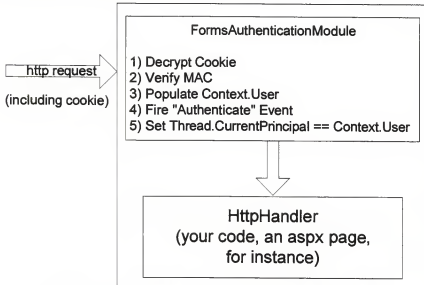 FormsAuthenticationModule
http request
(including cookie)
1) Decrypt Cookie
2) Verify MAC
3) Populate Context.User
4) Fire "Authenticate" Event
5) Set Thread.CurrentPrincipal == Context.User
HttpHandler
(your code, an aspx page,
for instance)